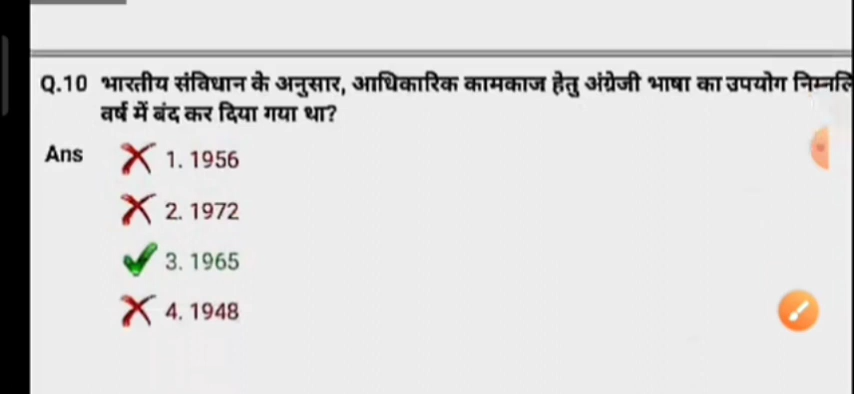 Q.10 भारतीय संविधान के अनुसार, आधिकारिक कामकाज हेतु अंग्रेजी भाषा का उपयोग
वर्ष में बंद कर दिया गया था?
Ans 1. 1956
2. 1972
3. 1965
4. 1948